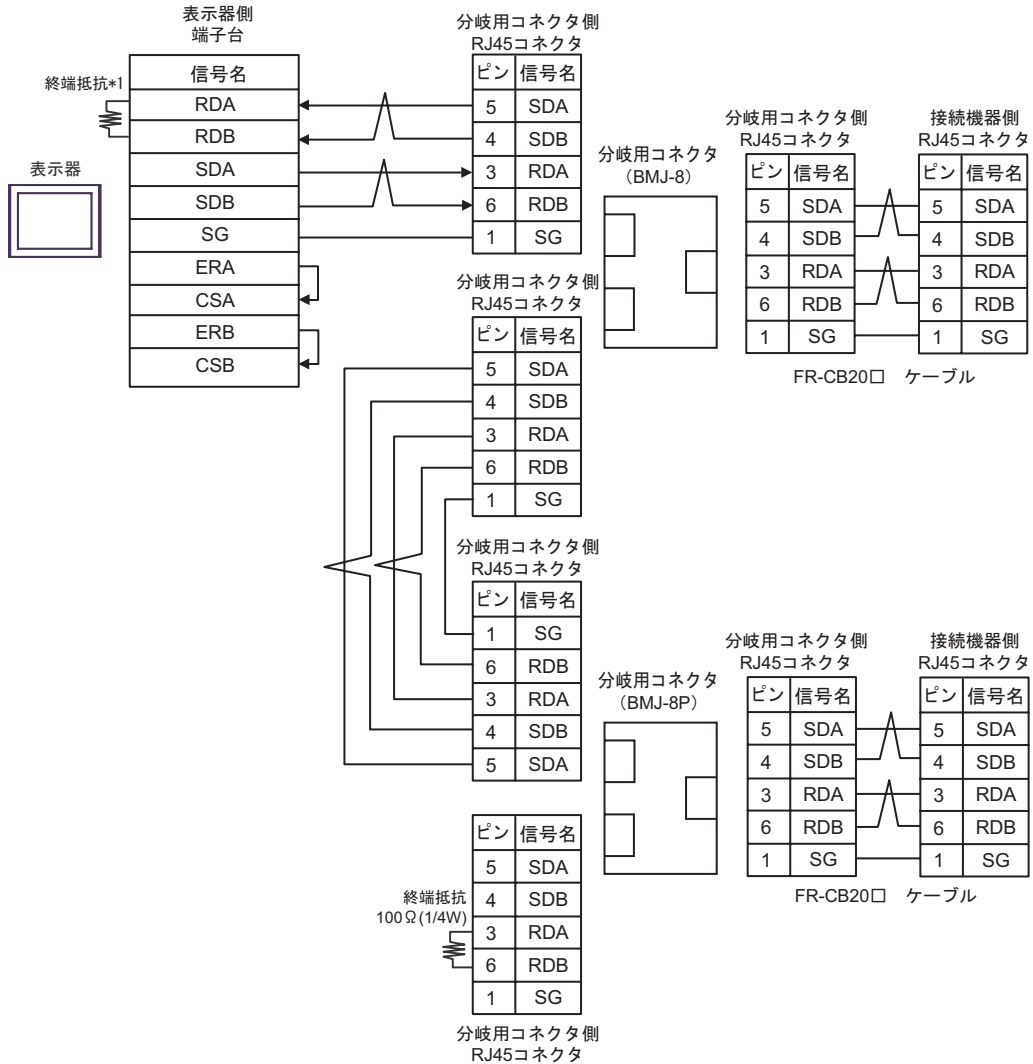 表示器側
端子台
信号名
RDA
RDB
SDA
SDB
SG
ERA
CSA
ERB
CSB
終端抵抗*1
表示器
分岐用コネクタ側
RJ45コネクタ
ピン 信号名
5 SDA
4 SDB
3 RDA
6 RDB
1 SG
分岐用コネクタ
(BMJ-8)
分岐用コネクタ側
RJ45コネクタ
ピン 信号名
5 SDA
4 SDB
3 RDA
6 RDB
1 SG
接続機器側
RJ45コネクタ
ピン 信号名
5 SDA
4 SDB
3 RDA
6 RDB
1 SG
FR-CB20□ ケーブル
分岐用コネクタ側
RJ45コネクタ
ピン 信号名
5 SDA
4 SDB
3 RDA
6 RDB
1 SG
分岐用コネクタ側
RJ45コネクタ
ピン 信号名
1 SG
6 RDB
3 RDA
4 SDB
5 SDA
分岐用コネクタ
(BMJ-8P)
分岐用コネクタ側
RJ45コネクタ
ピン 信号名
5 SDA
4 SDB
3 RDA
6 RDB
1 SG
接続機器側
RJ45コネクタ
ピン 信号名
5 SDA
4 SDB
3 RDA
6 RDB
1 SG
FR-CB20□ ケーブル
ピン 信号名
5 SDA
4 SDB
3 RDA
6 RDB
1 SG
終端抵抗
100Ω(1/4W)
分岐用コネクタ側
RJ45コネクタ